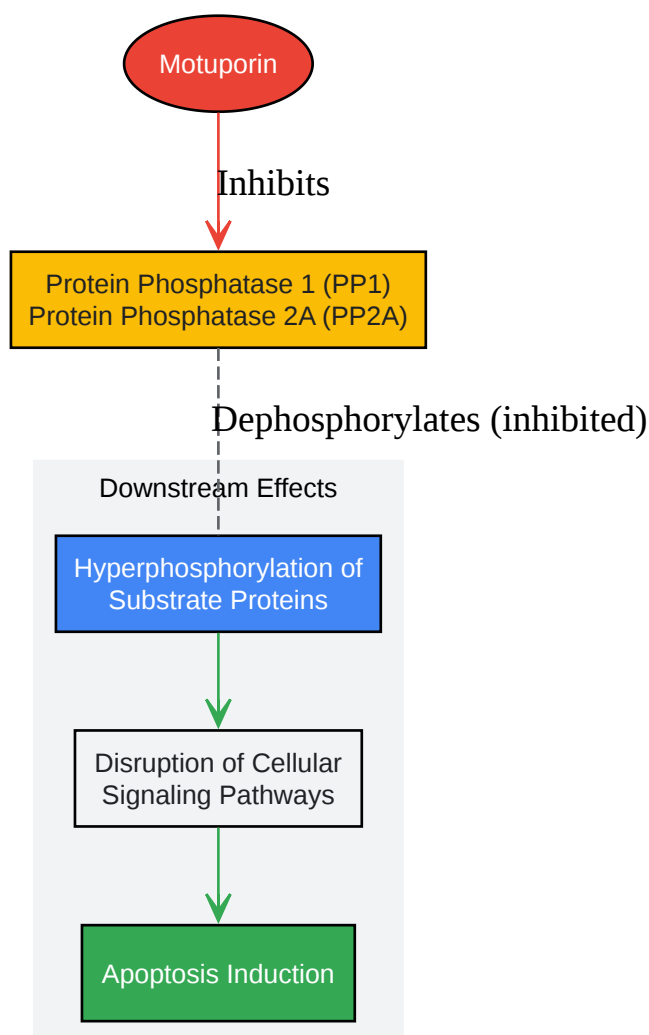 Motuporin
Inhibits
Protein Phosphatase 1 (PP1)
Protein Phosphatase 2A (PP2A)
Dephosphorylates (inhibited)
Downstream Effects
Hyperphosphorylation of
Substrate Proteins
Disruption of Cellular
Signaling Pathways
Apoptosis Induction